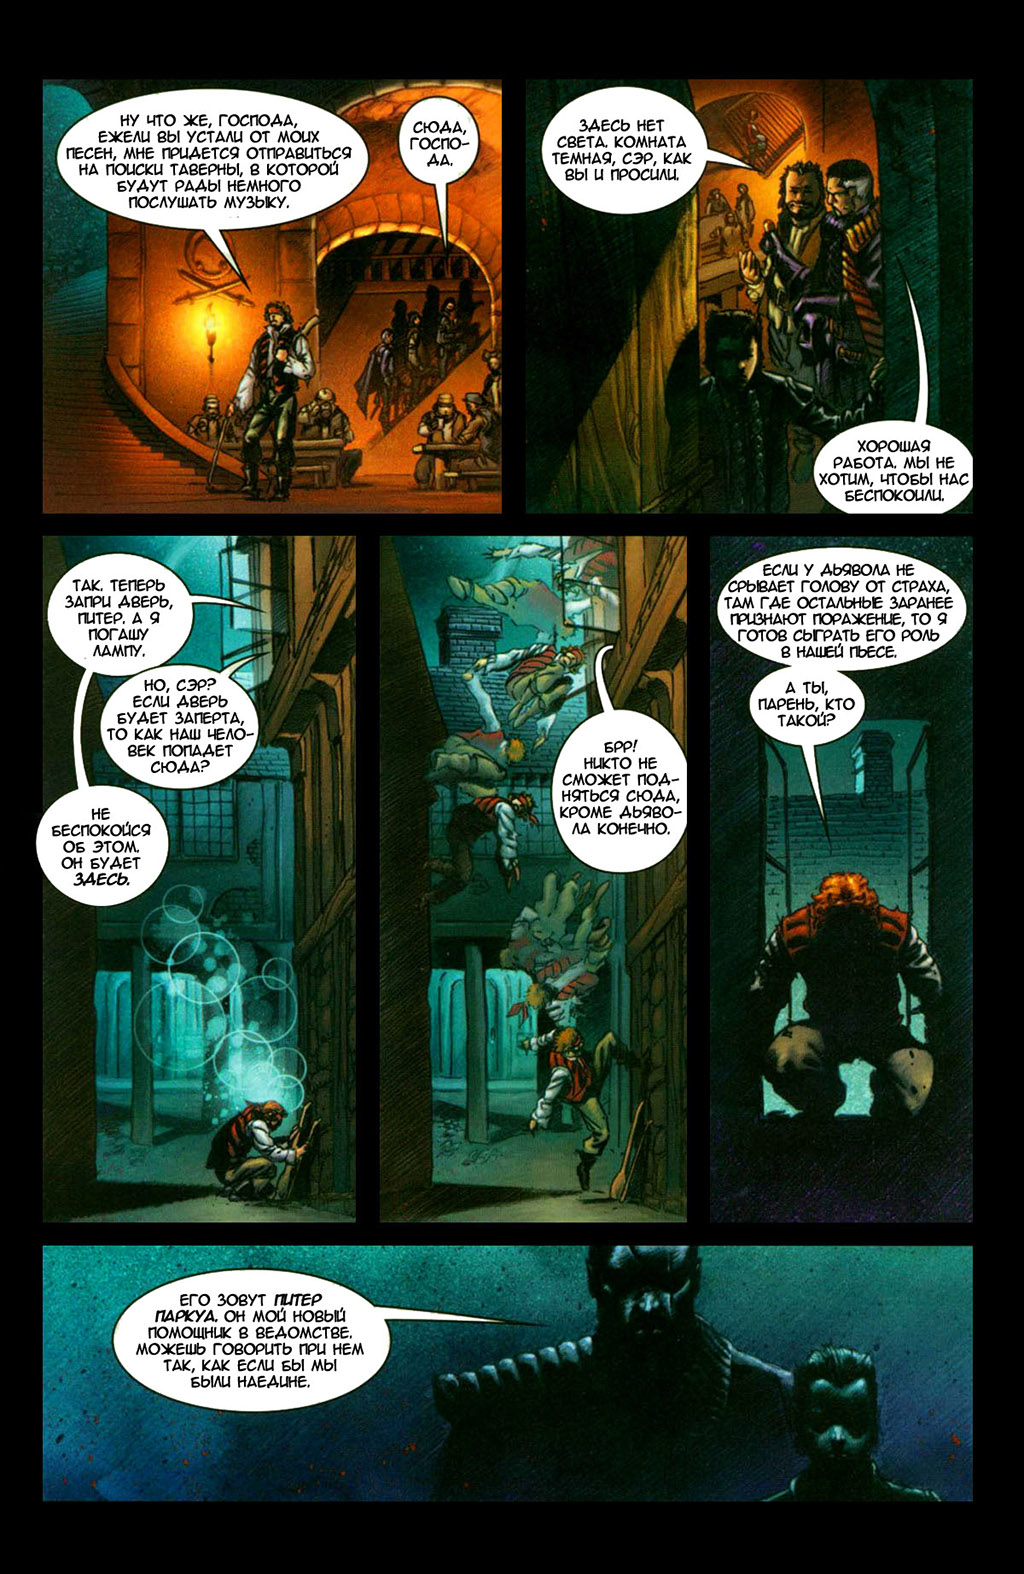 НУ ЧТО ЖЕ, ГОСПОДА,
ЕЖЕЛИ ВЫ УСТАЛИ ОТ МОИХ
ПЕСЕН, МНЕ ПРИДЕТСЯ ОТПРАВИТЬСЯ
НА ПОИСКИ ТАВЕРНЫ, В КОТОРОЙ
БУДУТ РАДЫ НЕМНОГО
ПОСЛУШАТЬ МУЗЫКУ.
СЮДА,
ГОСПО-
ДА.
ЗДЕСЬ НЕТ
СВЕТА. КОМНАТА
ТЕМНАЯ, СЭР, КАК
ВЫ И ПРОСИЛИ.
ХОРОШАЯ
РАБОТА. МЫ НЕ
ХОТИМ, ЧТОБЫ НАС
БЕСПОКОИЛИ.
ТАК. ТЕПЕРЬ
ЗАПРИ ДВЕРЬ,
ПИТЕР. А Я
ПОГАШУ
ЛАМПУ.
НО, СЭР?
ЕСЛИ ДВЕРЬ
БУДЕТ ЗАПЕРТА,
ТО КАК НАШ ЧЕЛО-
ВЕК ПОПАДЕТ
СЮДА?
НЕ
БЕСПОКОЙСЯ
ОБ ЭТОМ.
ОН БУДЕТ
ЗДЕСЬ.
БРР!
НИКТО НЕ
СМОЖЕТ ПОД-
НЯТЬСЯ СЮДА,
КРОМЕ ДЬЯВО-
ЛА КОНЕЧНО.
ЕСЛИ У ДЬЯВОЛА НЕ
СРЫВАЕТ ГОЛОВУ ОТ СТРАХА,
ТАМ ГДЕ ОСТАЛЬНЫЕ ЗАРАНЕЕ
ПРИЗНАЮТ ПОРАЖЕНИЕ, ТО Я
ГОТОВ СЫГРАТЬ ЕГО РОЛЬ
В НАШЕЙ ПЬЕСЕ.
А ТЫ,
ПАРЕНЬ, КТО
ТАКОЙ?
ЕГО ЗОВУТ ПИТЕР
ПАРКУА. ОН МОЙ НОВЫЙ
ПОМОЩНИК В ВЕДОМСТВЕ.
МОЖЕШЬ ГОВОРИТЬ ПРИ НЕМ
ТАК, КАК ЕСЛИ БЫ МЫ
БЫЛИ НАЕДИНЕ.